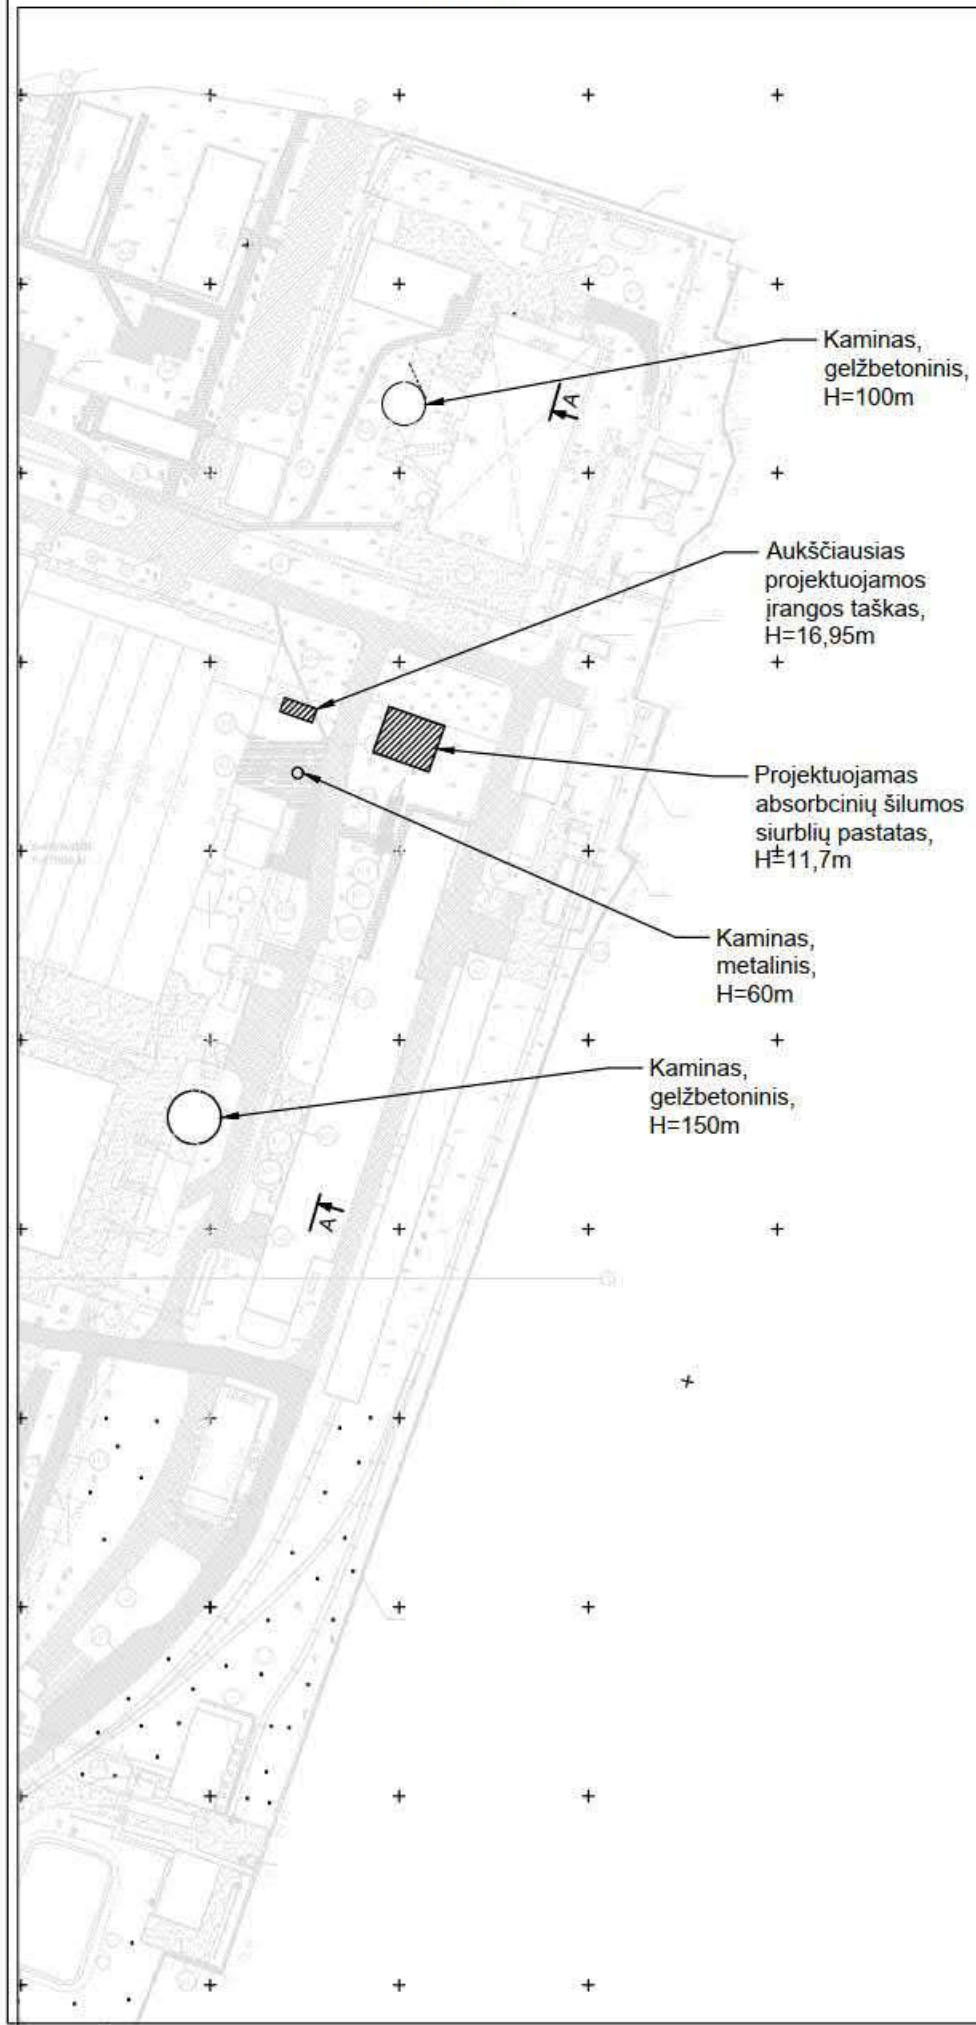 Kaminas,
gelžbetoninis,
H=100m
A
Aukščiausias
projektuojamos
įrangos taškas,
H=16,95m
Projektuojamas
absorbcinių šilumos
siurblių pastatas,
H=11,7m
Kaminas,
metalinis,
H=60m
Kaminas,
gelžbetoninis,
H=150m
A